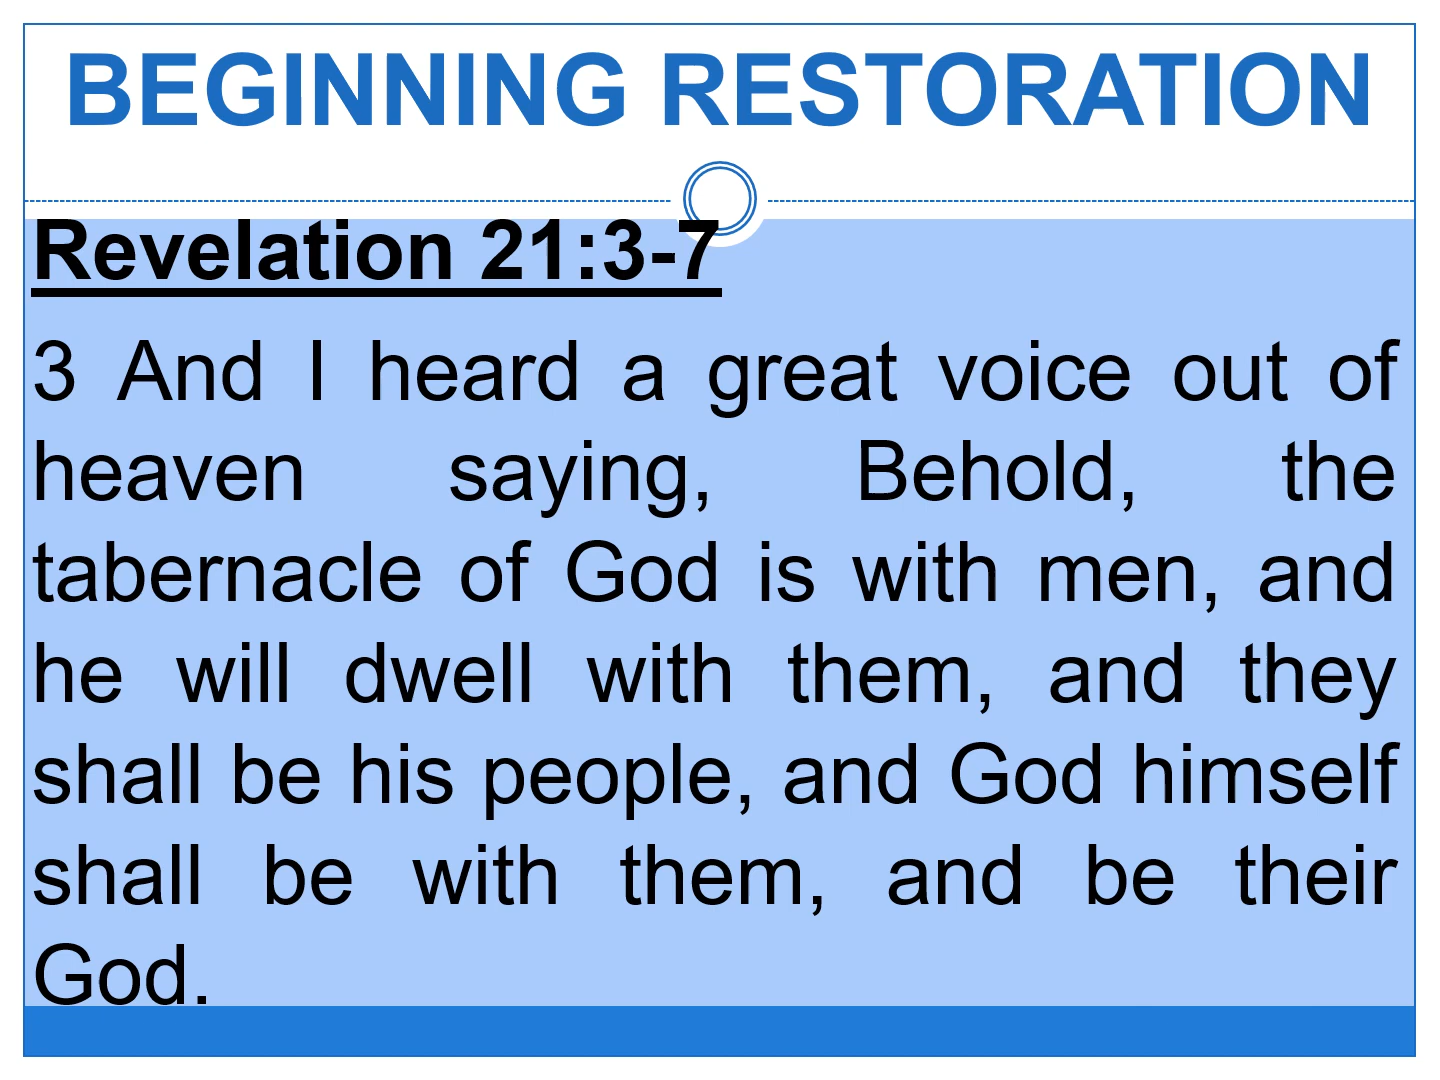 BEGINNING RESTORATION
Revelation 21:3-7
3 And I heard a great voice out of
heaven saying, Behold, the
tabernacle of God is with men, and
he will dwell with them, and they
shall be his people, and God himself
shall be with them, and be their
God.